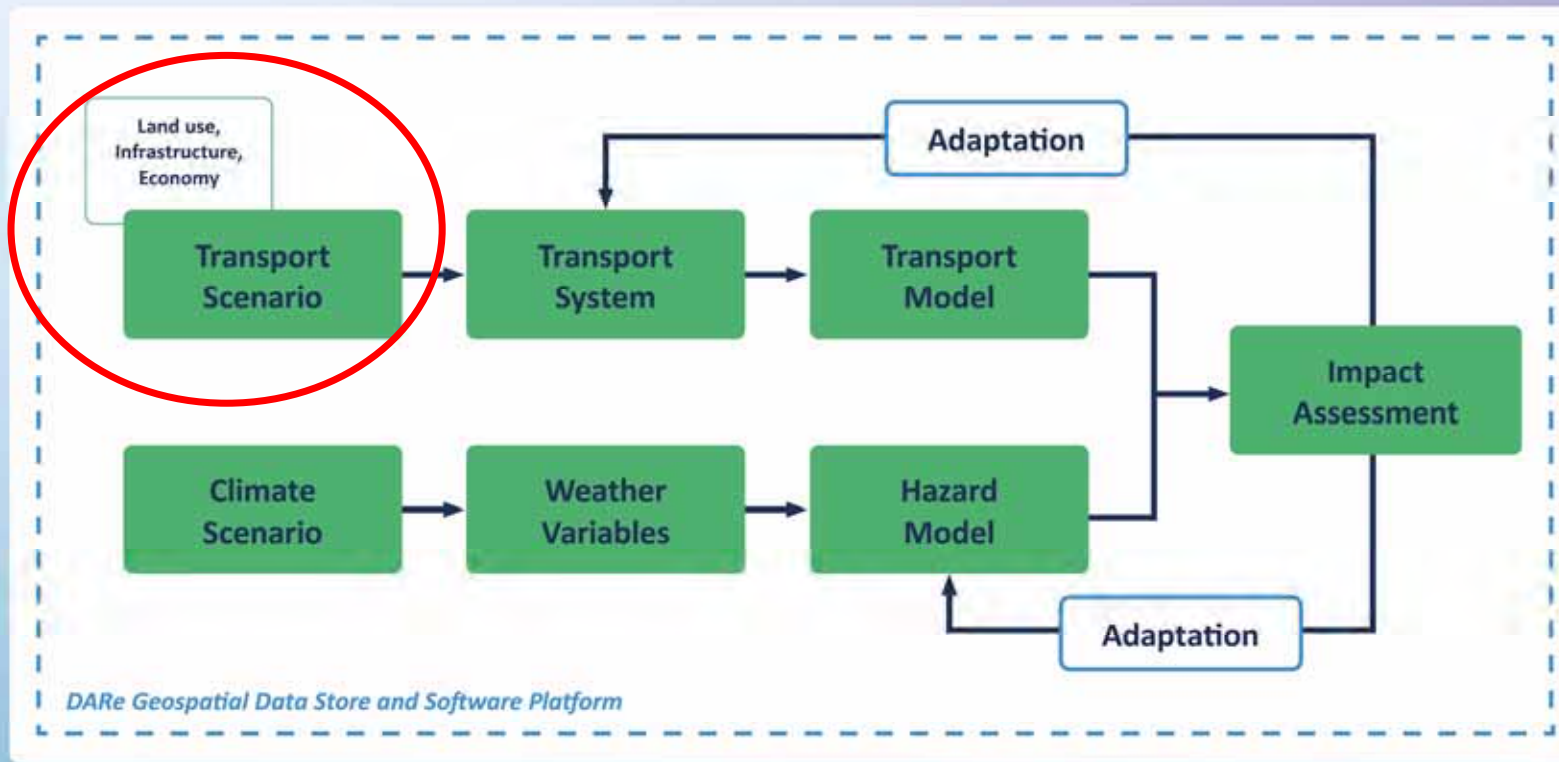 Land use,
Infrastructure,
Economy
Adaptation
Transport
Scenario
Transport
System
Transport
Model
Impact
Assessment
Climate
Scenario
Weather
Variables
Hazard
Model
Adaptation
DARe Geospatial Data Store and Software Platform